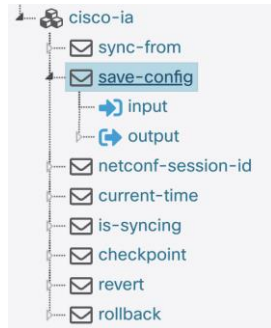 cisco-ia
sync-from
save-config
input
output
netconf-session-id
current-time
is-syncing
checkpoint
revert
rollback